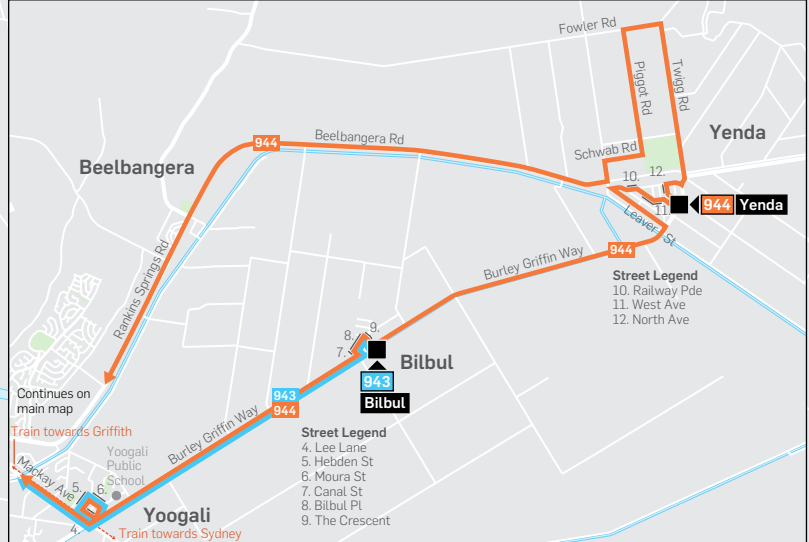 Fowler Rd
Piggot Rd
Twigg Rd
Yenda
Schwab Rd
Beelbangera Rd
944
Beelbangera
10.
12.
11.
944 Yenda
Leaver St
944
Burley Griffin Way
Street Legend
10. Railway Pde
11. West Ave
12. North Ave
Rankins Springs Rd
9.
8.
7.
Bilbul
943
Bilbul
943
944
Burley Griffin Way
Continues on
main map
Train towards Griffith
Street Legend
4. Lee Lane
5. Hebden St
6. Moura St
7. Canal St
8. Bilbul Pl
9. The Crescent
Yoogali
Public
School
Mackay Ave
5.
6.
4.
Yoogali
Train towards Sydney